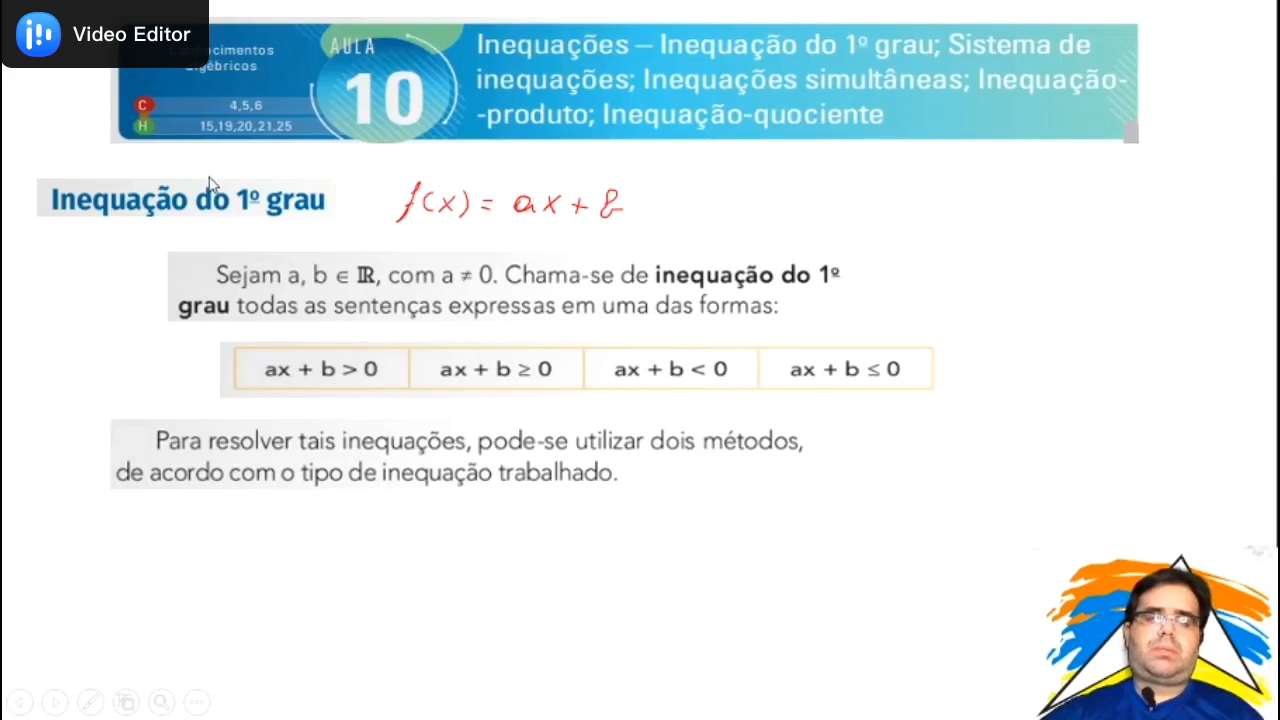 Video Editor
Conhecimentos
algébricos
C 4,5,6
H 15,19,20,21,25
AULA
10
Inequações – Inequação do 1º grau; Sistema de
inequações; Inequações simultâneas; Inequação-
-produto; Inequação-quociente
Inequação do 1º grau
f(x) = ax + b
Sejam a, b ∈ ℝ, com a ≠ 0. Chama-se de inequação do 1º
grau todas as sentenças expressas em uma das formas:
ax + b > 0 ax + b ≥ 0 ax + b < 0 ax + b ≤ 0
Para resolver tais inequações, pode-se utilizar dois métodos,
de acordo com o tipo de inequação trabalhado.